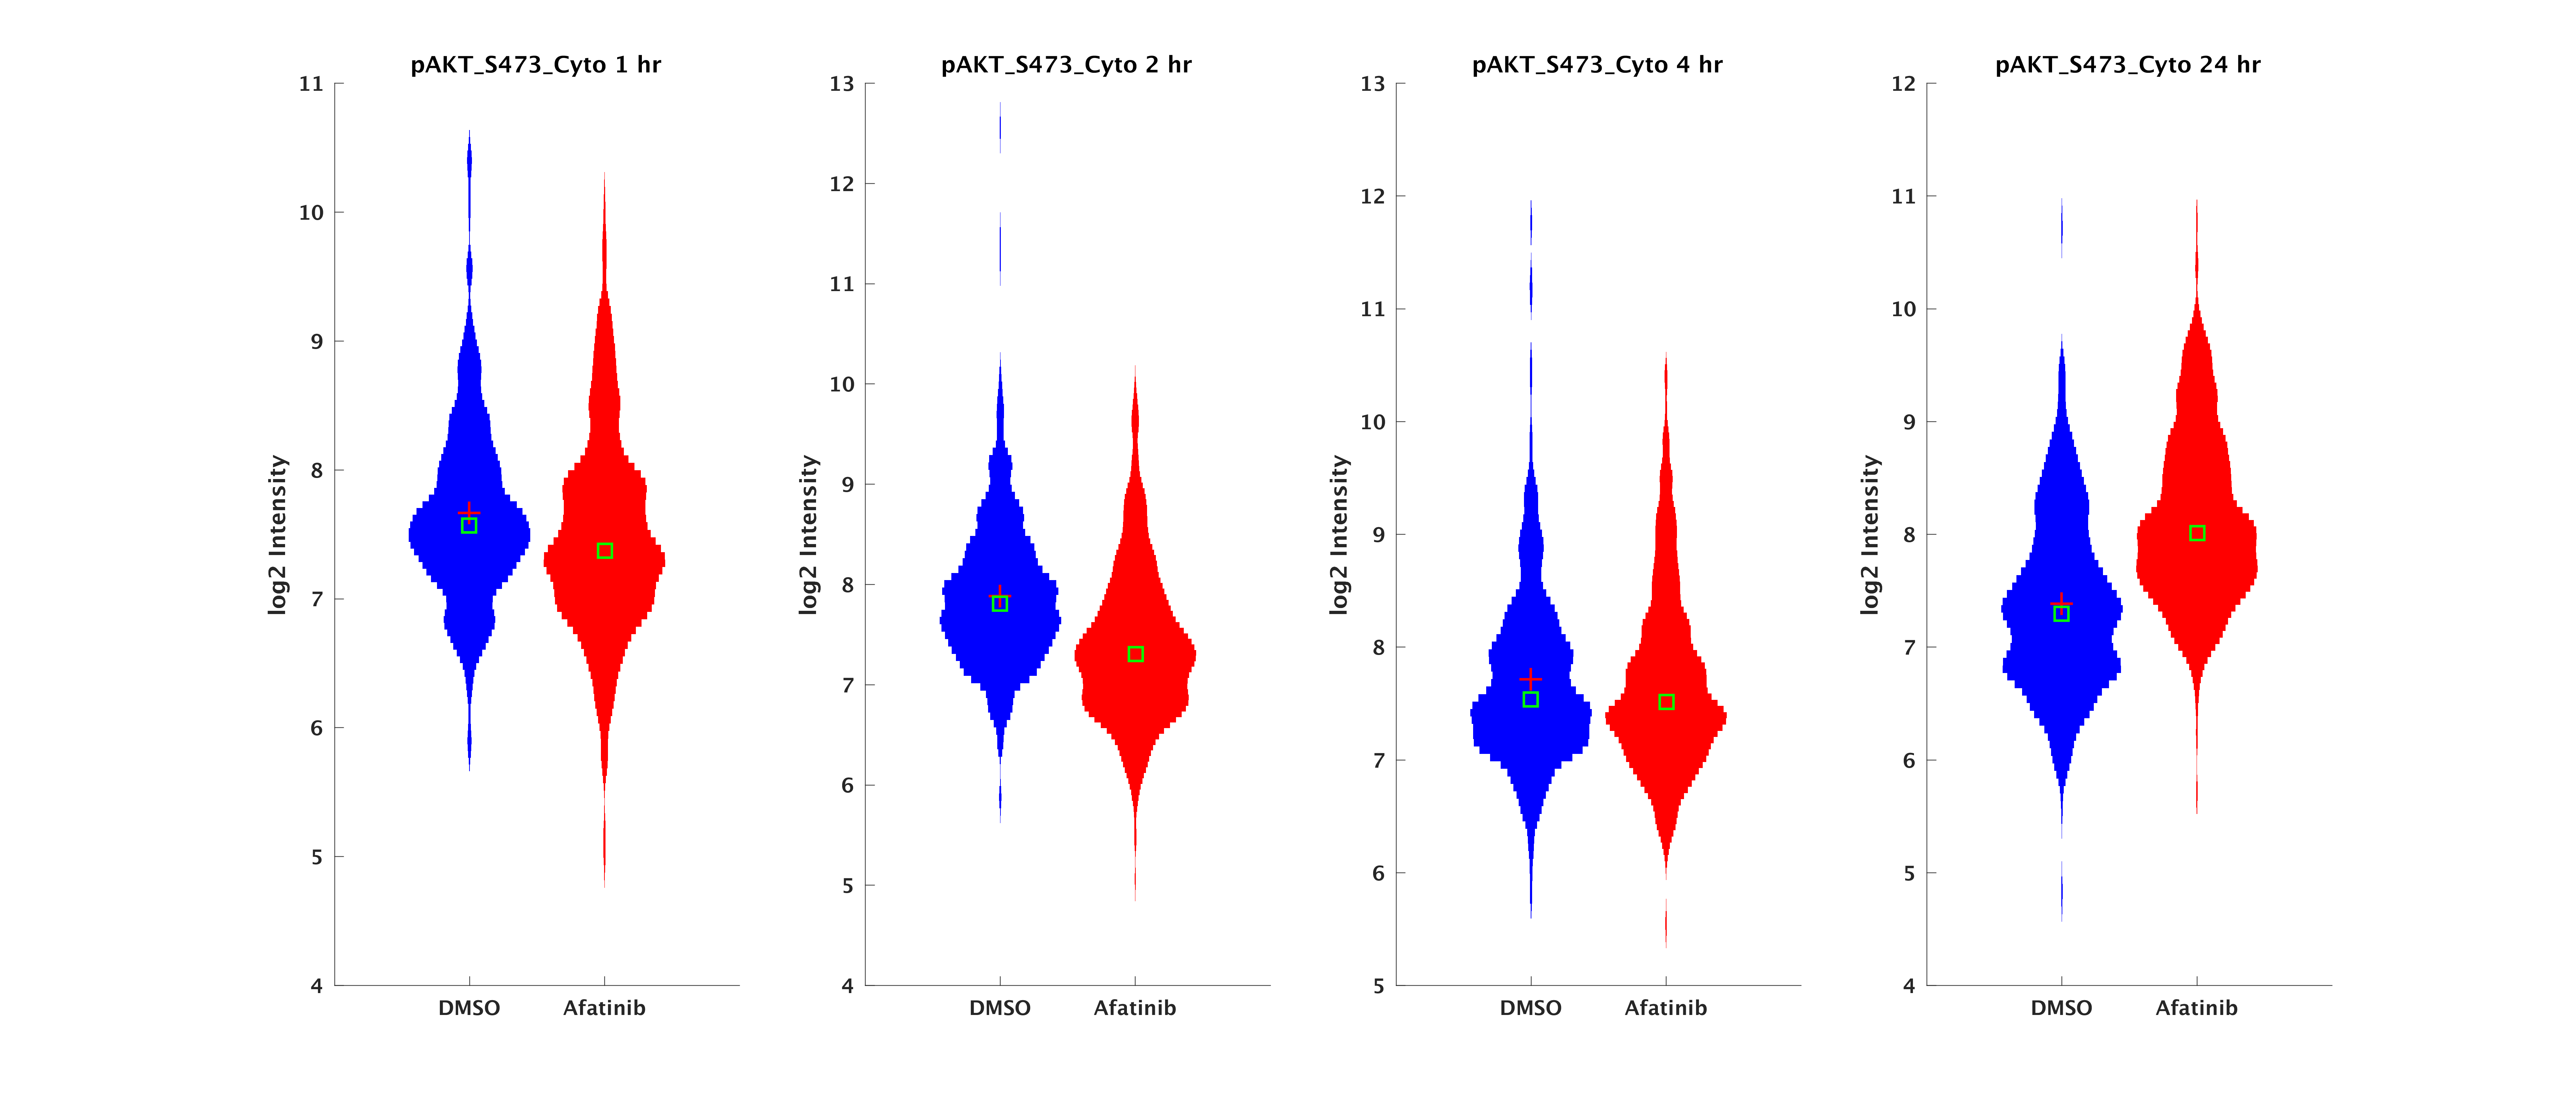 pAKT_S473_Cyto 1 hr
log2 Intensity
11
10
9
8
7
6
5
4
DMSO
Afatinib
pAKT_S473_Cyto 2 hr
log2 Intensity
13
12
11
10
9
8
7
6
5
4
DMSO
Afatinib
pAKT_S473_Cyto 4 hr
log2 Intensity
13
12
11
10
9
8
7
6
5
DMSO
Afatinib
pAKT_S473_Cyto 24 hr
log2 Intensity
12
11
10
9
8
7
6
5
4
DMSO
Afatinib